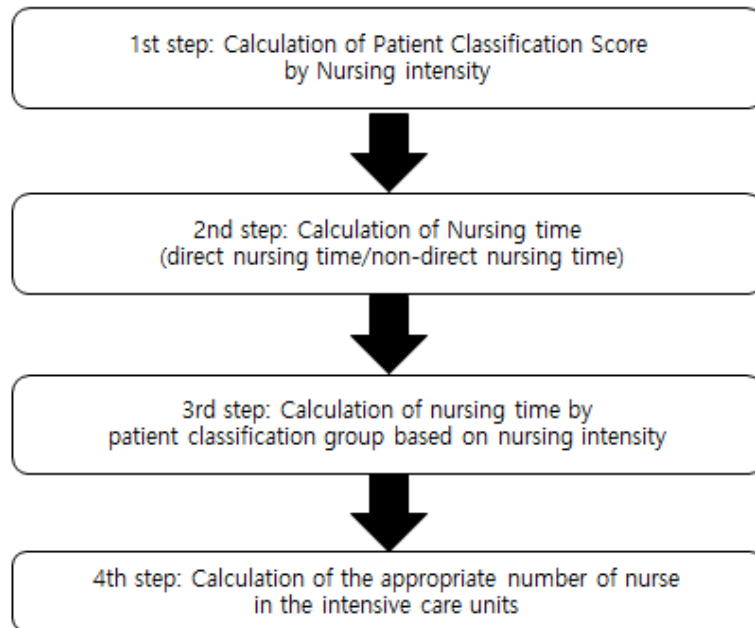 1st step: Calculation of Patient Classification Score
by Nursing intensity
2nd step: Calculation of Nursing time
(direct nursing time/non-direct nursing time)
3rd step: Calculation of nursing time by
patient classification group based on nursing intensity
4th step: Calculation of the appropriate number of nurse
in the intensive care units